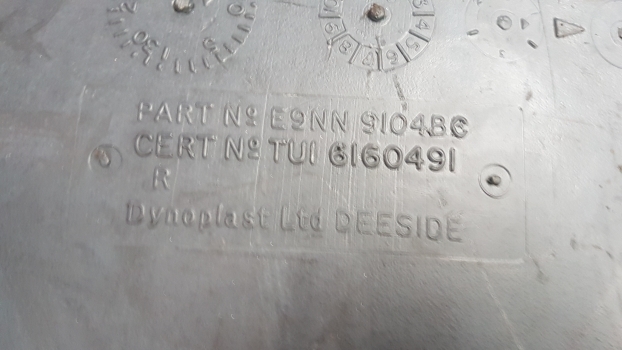 PART Nº E9NN 9104BC
CERT Nº TUI 6160491
R
Dynoplast Ltd DEESIDE